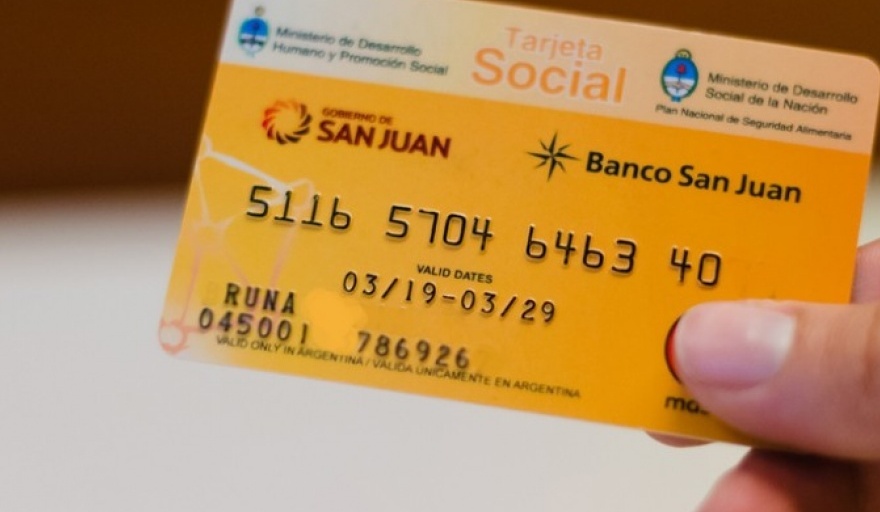 Ministerio de Desarrollo
Humano y Promoción Social
Tarjeta
Social
Ministerio de Desarrollo
Social de la Nación
Plan Nacional de Seguridad Alimentaria
GOBIERNO DE
SAN JUAN
Banco San Juan
5116 5704 6463 40
VALID DATES
03/19-03/29
RUNA
045001 786926
VALID ONLY IN ARGENTINA / VALIDA UNICAMENTE EN ARGENTINA